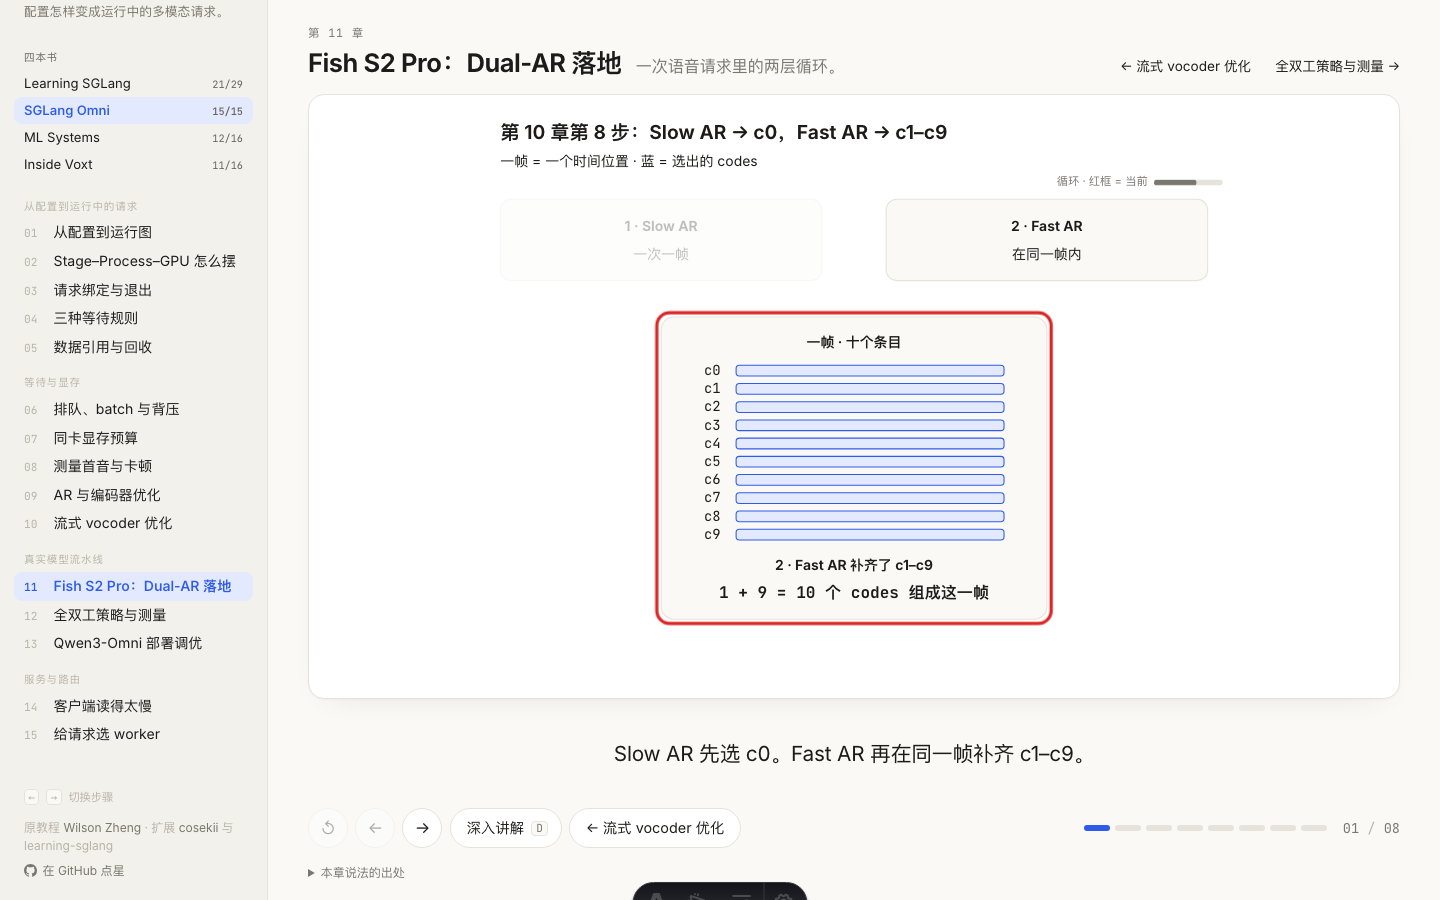 配置怎样变成运行中的多模态请求。
四本书
Learning SGLang 21/29
SGLang Omni 15/15
ML Systems 12/16
Inside Voxt 11/16
从配置到运行中的请求
01 从配置到运行图
02 Stage–Process–GPU 怎么摆
03 请求绑定与退出
04 三种等待规则
05 数据引用与回收
等待与显存
06 排队、batch 与背压
07 同卡显存预算
08 测量首音与卡顿
09 AR 与编码器优化
10 流式 vocoder 优化
真实模型流水线
11 Fish S2 Pro：Dual-AR 落地
12 全双工策略与测量
13 Qwen3-Omni 部署调优
服务与路由
14 客户端读得太慢
15 给请求选 worker
← → 切换步骤
原教程 Wilson Zheng · 扩展 cosekii 与
learning-sglang
在 GitHub 点星
第 11 章
Fish S2 Pro：Dual-AR 落地 一次语音请求里的两层循环。
← 流式 vocoder 优化 全双工策略与测量 →
第 10 章第 8 步：Slow AR → c0，Fast AR → c1–c9
一帧 = 一个时间位置 · 蓝 = 选出的 codes
循环 · 红框 = 当前
1 · Slow AR
一次一帧
2 · Fast AR
在同一帧内
一帧 · 十个条目
c0
c1
c2
c3
c4
c5
c6
c7
c8
c9
2 · Fast AR 补齐了 c1–c9
1 + 9 = 10 个 codes 组成这一帧
Slow AR 先选 c0。Fast AR 再在同一帧补齐 c1–c9。
深入讲解 D
← 流式 vocoder 优化
01 / 08
▶ 本章说法的出处